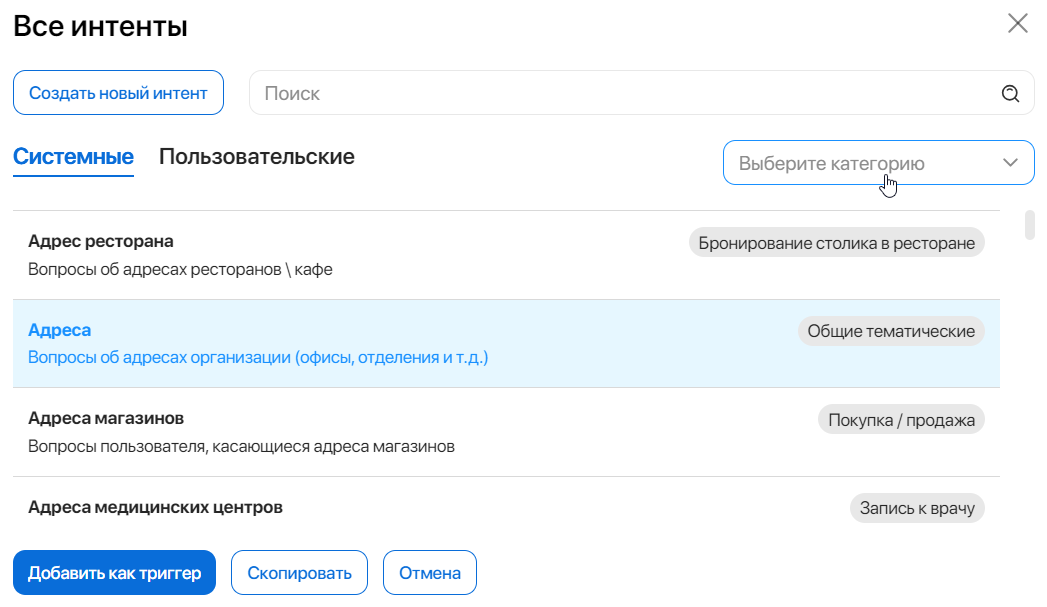 Все интенты
Создать новый интент
Поиск
Системные Пользовательские
Выберите категорию
Адрес ресторана
Бронирование столика в ресторане
Вопросы об адресах ресторанов \ кафе
Адреса
Общие тематические
Вопросы об адресах организации (офисы, отделения и т.д.)
Адреса магазинов
Покупка / продажа
Вопросы пользователя, касающиеся адреса магазинов
Адреса медицинских центров
Запись к врачу
Добавить как триггер
Скопировать
Отмена